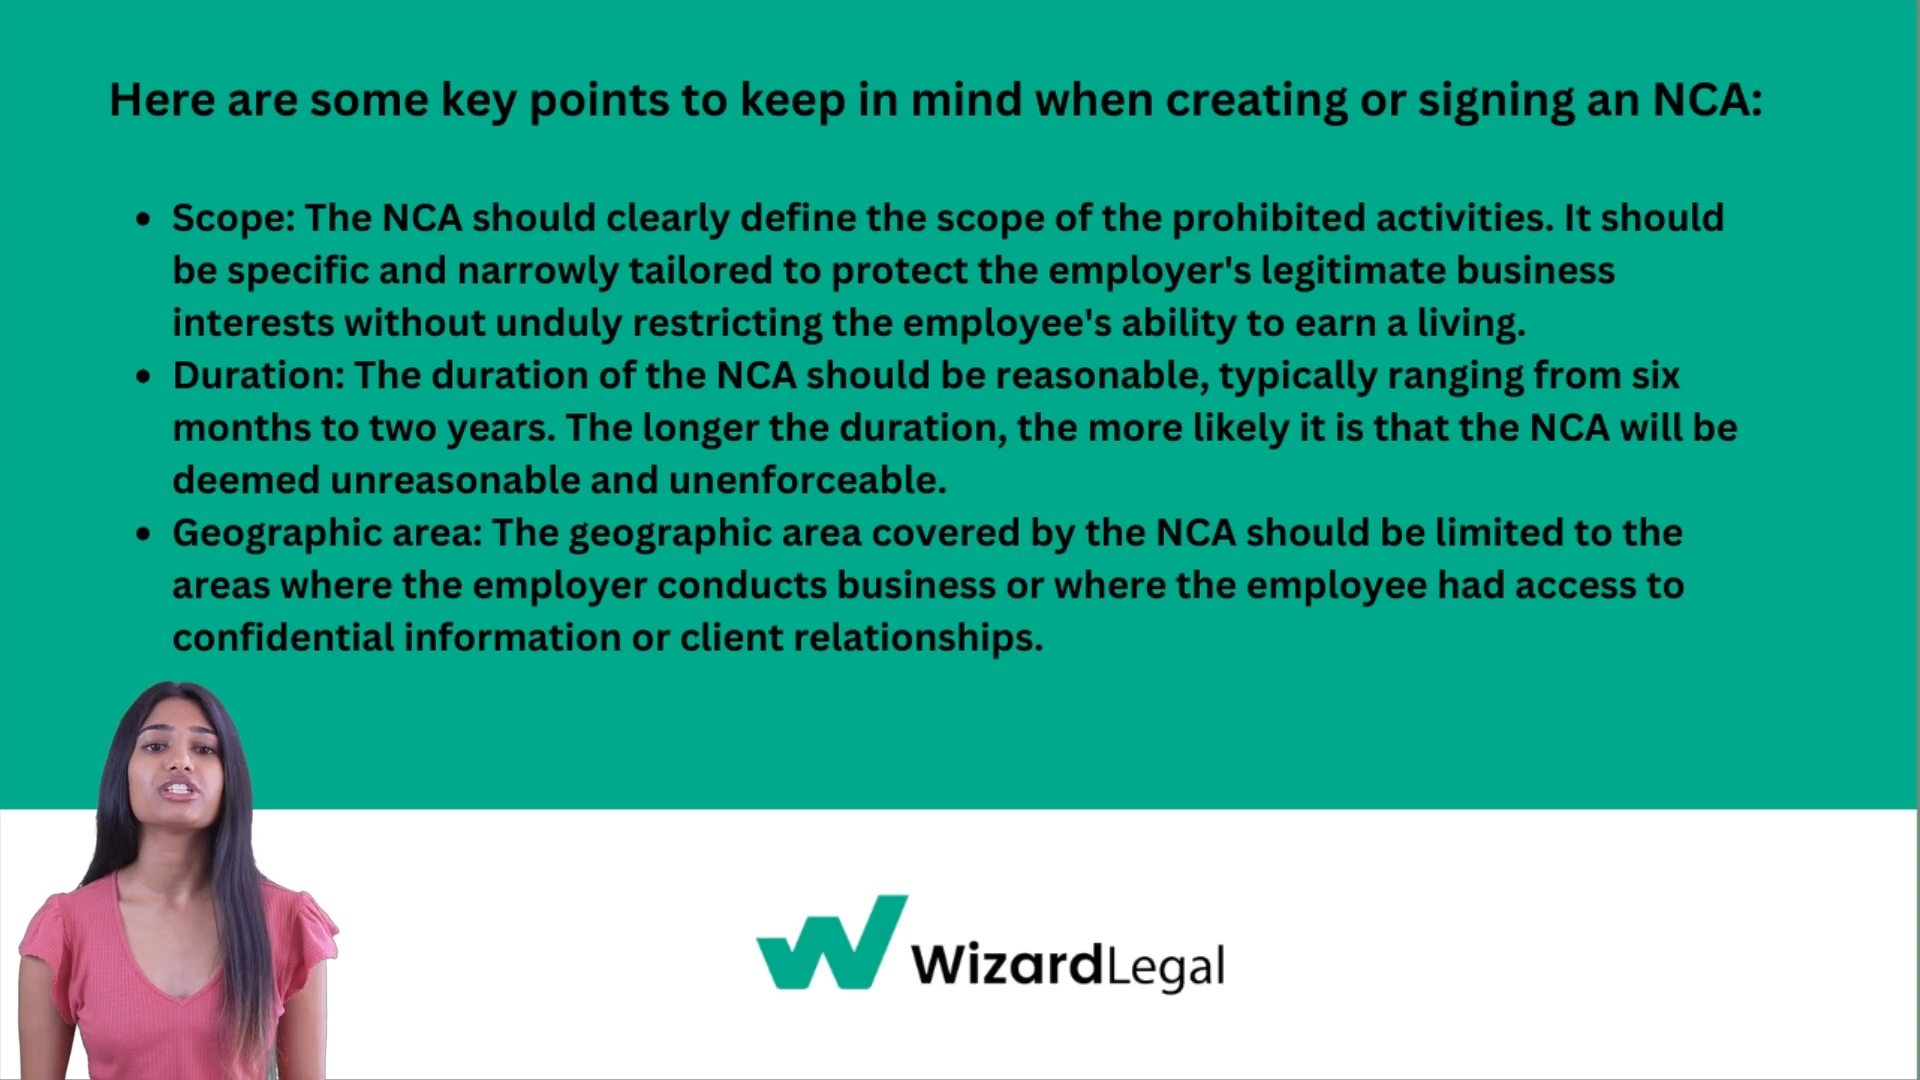 Here are some key points to keep in mind when creating or signing an NCA:
• Scope: The NCA should clearly define the scope of the prohibited activities. It should
be specific and narrowly tailored to protect the employer's legitimate business
interests without unduly restricting the employee's ability to earn a living.
• Duration: The duration of the NCA should be reasonable, typically ranging from six
months to two years. The longer the duration, the more likely it is that the NCA will be
deemed unreasonable and unenforceable.
• Geographic area: The geographic area covered by the NCA should be limited to the
areas where the employer conducts business or where the employee had access to
confidential information or client relationships.
WizardLegal